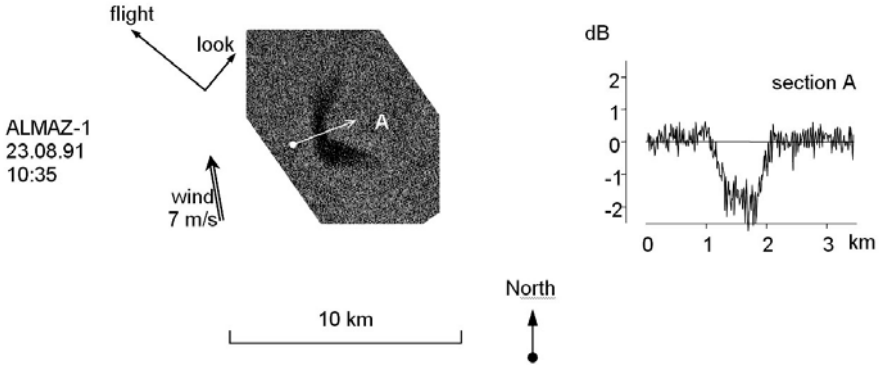 flight
look
ALMAZ-1
23.08.91
10:35
wind
7 m/s
A
10 km
North
dB
section A
2
1
0
-1
-2
0 1 2 3 km